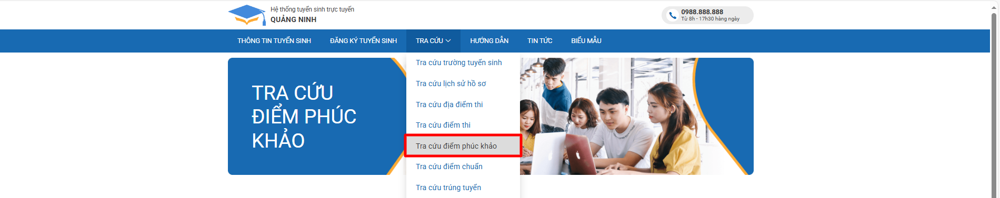 Hệ thống tuyển sinh trực tuyến
QUẢNG NINH
0988.888.888
Từ 8h - 17h30 hàng ngày
THÔNG TIN TUYỂN SINH
ĐĂNG KÝ TUYỂN SINH
TRA CỨU
HƯỚNG DẪN
TIN TỨC
BIỂU MẪU
TRA CỨU
ĐIỂM PHÚC
KHẢO
Tra cứu trường tuyển sinh
Tra cứu lịch sử hồ sơ
Tra cứu địa điểm thi
Tra cứu điểm thi
Tra cứu điểm phúc khảo
Tra cứu điểm chuẩn
Tra cứu trúng tuyển